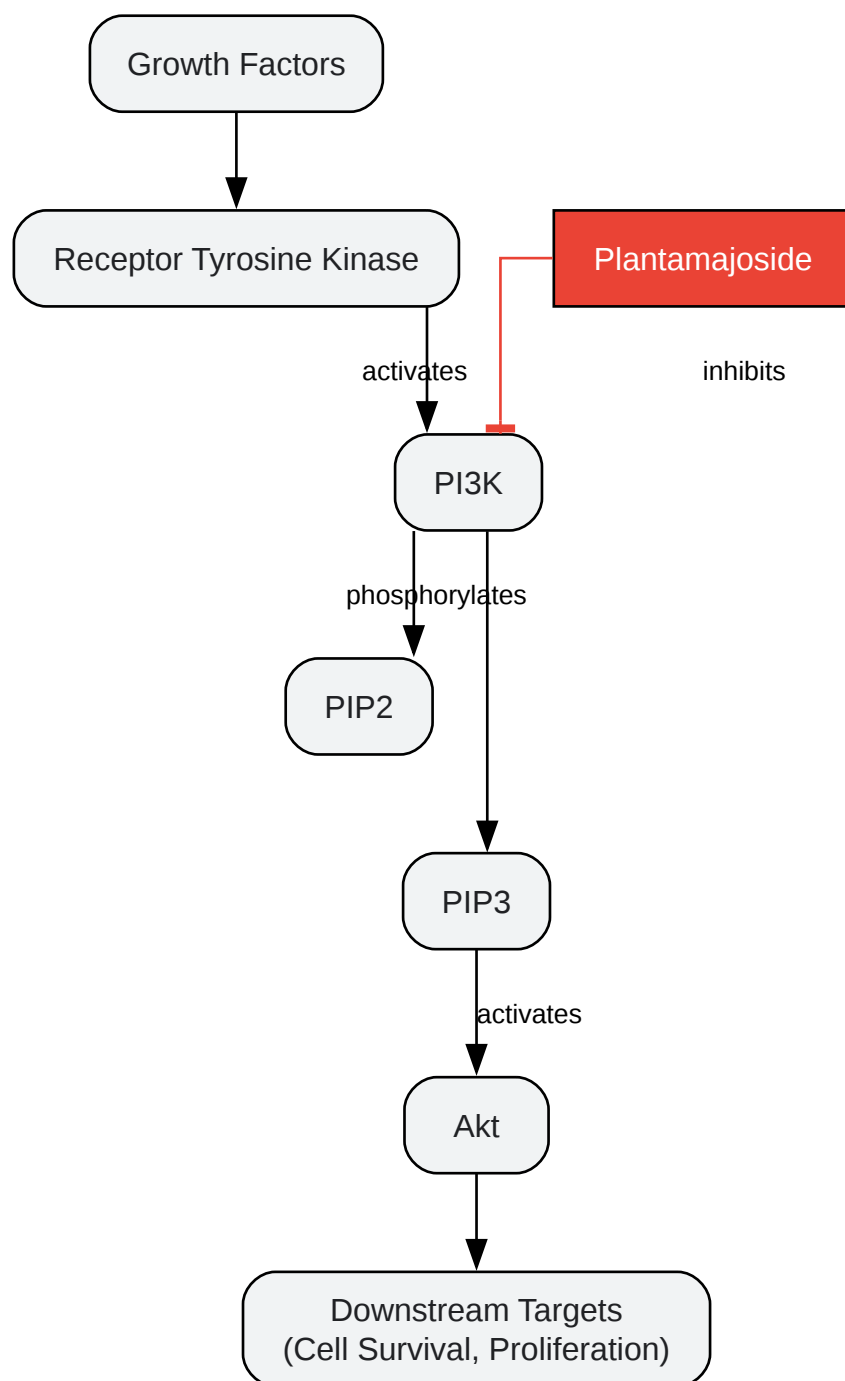 Growth Factors
Receptor Tyrosine Kinase
Plantamajoside
activates
inhibits
PI3K
phosphorylates
PIP2
PIP3
activates
Akt
Downstream Targets
(Cell Survival, Proliferation)